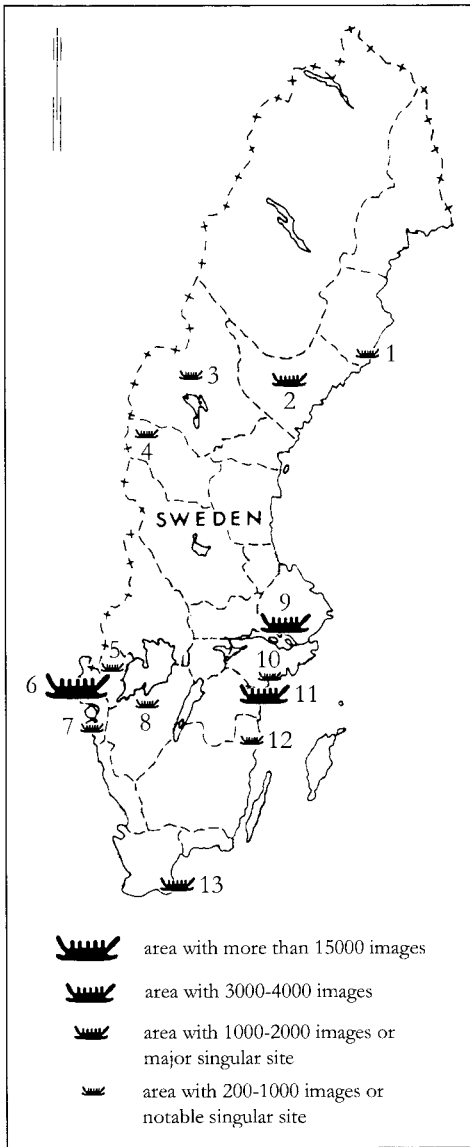 1
3
2
4
SWEDEN
9
5
10
6
11
8
7
12
13
area with more than 15000 images
area with 3000-4000 images
area with 1000-2000 images or
major singular site
area with 200-1000 images or
notable singular site